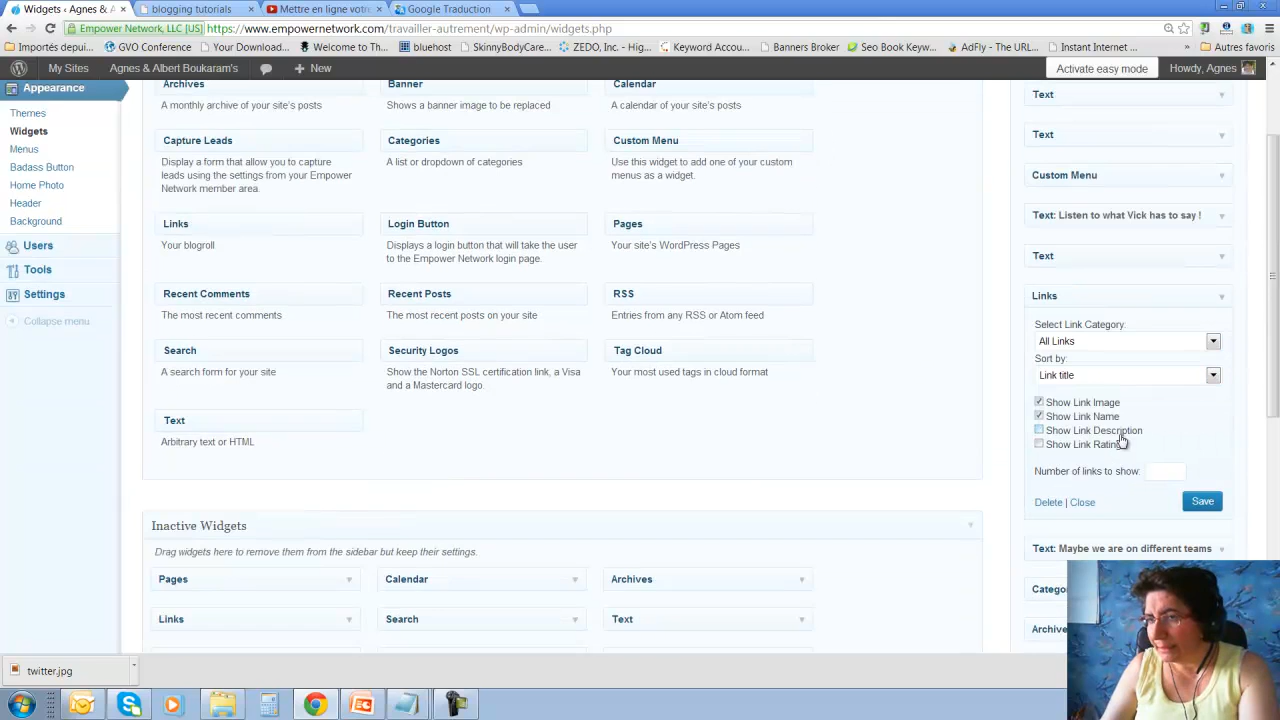 Widgets ‹ Agnes & A
blogging tutorials
Mettre en ligne votr
Google Traduction
Empower Network, LLC [US]
https://www.empowernetwork.com/travailler-autrement/wp-admin/widgets.php
Importés depui...
GVO Conference
Your Download...
Welcome to Th...
bluehost
SkinnyBodyCare...
ZEDO, Inc. - Hig...
Keyword Accou...
Banners Broker
Seo Book Keyw...
AdFly - The URL...
Instant Internet ...
»
Autres favoris
My Sites
Agnes & Albert Boukaram's
+ New
Activate easy mode
Howdy, Agnes
Appearance
Themes
Widgets
Menus
Badass Button
Home Photo
Header
Background
Users
Tools
Settings
Collapse menu
Archives
Banner
Calendar
A monthly archive of your site's posts
Shows a banner image to be replaced
A calendar of your site's posts
Capture Leads
Categories
Custom Menu
Display a form that allow you to capture
leads using the settings from your Empower
Network member area.
A list or dropdown of categories
Use this widget to add one of your custom
menus as a widget.
Links
Login Button
Pages
Your blogroll
Displays a login button that will take the user
to the Empower Network login page.
Your site's WordPress Pages
Recent Comments
Recent Posts
RSS
The most recent comments
The most recent posts on your site
Entries from any RSS or Atom feed
Search
Security Logos
Tag Cloud
A search form for your site
Show the Norton SSL certification link, a Visa
and a Mastercard logo.
Your most used tags in cloud format
Text
Arbitrary text or HTML
Inactive Widgets
Drag widgets here to remove them from the sidebar but keep their settings.
Pages
Calendar
Archives
Links
Search
Text
Text
Text
Custom Menu
Text: Listen to what Vick has to say !
Text
Links
Select Link Category:
All Links
Sort by:
Link title
Show Link Image
Show Link Name
Show Link Description
Show Link Rating
Number of links to show:
Delete | Close
Save
Text: Maybe we are on different teams
Catego
Archive
twitter.jpg